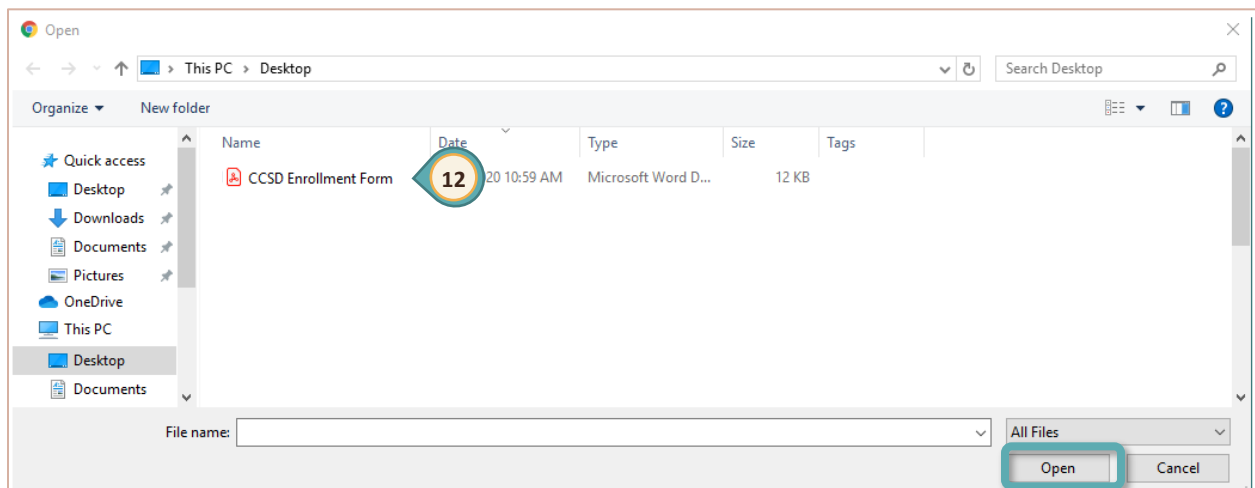 Open
This PC > Desktop
Search Desktop
Organize
New folder
Name Date Type Size Tags
CCSD Enrollment Form 12 20 10:59 AM Microsoft Word D... 12 KB
Quick access
Desktop
Downloads
Documents
Pictures
OneDrive
This PC
Desktop
Documents
File name:
All Files
Open Cancel